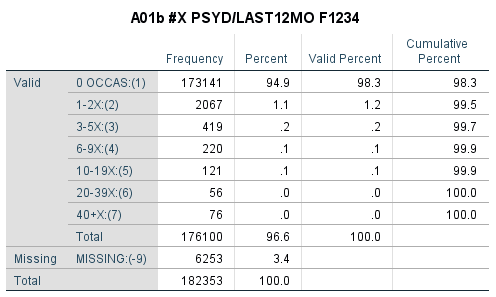 A01b #X PSYD/LAST12MO F1234
Frequency Percent Valid Percent Cumulative Percent
Valid 0 OCCAS:(1) 173141 94.9 98.3 98.3
1-2X:(2) 2067 1.1 1.2 99.5
3-5X:(3) 419 .2 .2 99.7
6-9X:(4) 220 .1 .1 99.9
10-19X:(5) 121 .1 .1 99.9
20-39X:(6) 56 .0 .0 100.0
40+X:(7) 76 .0 .0 100.0
Total 176100 96.6 100.0
Missing MISSING:(-9) 6253 3.4
Total 182353 100.0